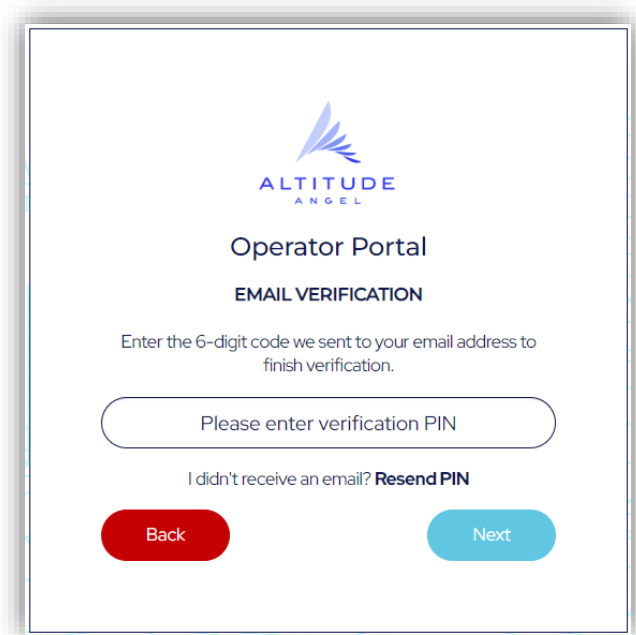 ALTITUDE
ANGEL
Operator Portal
EMAIL VERIFICATION
Enter the 6-digit code we sent to your email address to
finish verification.
Please enter verification PIN
I didn't receive an email? Resend PIN
Back
Next